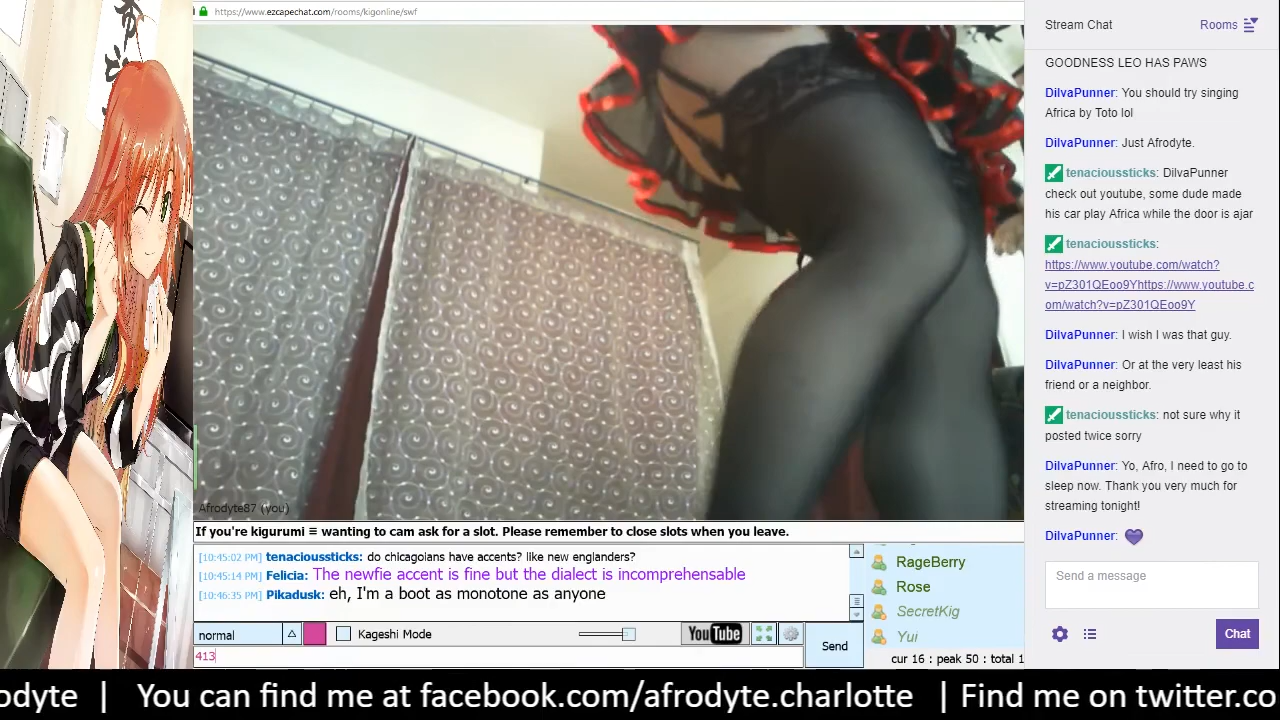 https://www.ezcapechat.com/rooms/kigonline/swf
Afrodyte87 (you)
If you're kigurumi ≡ wanting to cam ask for a slot. Please remember to close slots when you leave.
[10:45:02 PM] tenacioussticks: do chicagoians have accents? like new englanders?
[10:45:14 PM] Felicia: The newfie accent is fine but the dialect is incomprehensable
[10:46:35 PM] Pikadusk: eh, I'm a boot as monotone as anyone
RageBerry
Rose
SecretKig
Yui
normal
Kageshi Mode
YouTube
Send
413
cur 16 : peak 50 : total 1
Stream Chat
Rooms
GOODNESS LEO HAS PAWS
DilvaPunner: You should try singing
Africa by Toto lol
DilvaPunner: Just Afrodyte.
tenacioussticks: DilvaPunner
check out youtube, some dude made
his car play Africa while the door is ajar
tenacioussticks:
https://www.youtube.com/watch?
v=pZ301QEoo9Yhttps://www.youtube.c
om/watch?v=pZ301QEoo9Y
DilvaPunner: I wish I was that guy.
DilvaPunner: Or at the very least his
friend or a neighbor.
tenacioussticks: not sure why it
posted twice sorry
DilvaPunner: Yo, Afro, I need to go to
sleep now. Thank you very much for
streaming tonight!
DilvaPunner: 💜
Send a message
Chat
odyte | You can find me at facebook.com/afrodyte.charlotte | Find me on twitter.co